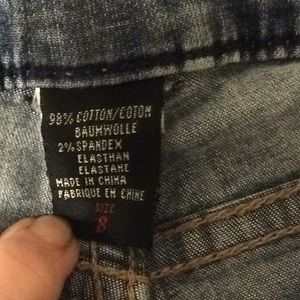 98% COTTON/COTON
BAUMWOLLE
2% SPANDEX
ELASTHAN
ELASTANE
MADE IN CHINA
FABRIQUE EN CHINE
SIZE
8